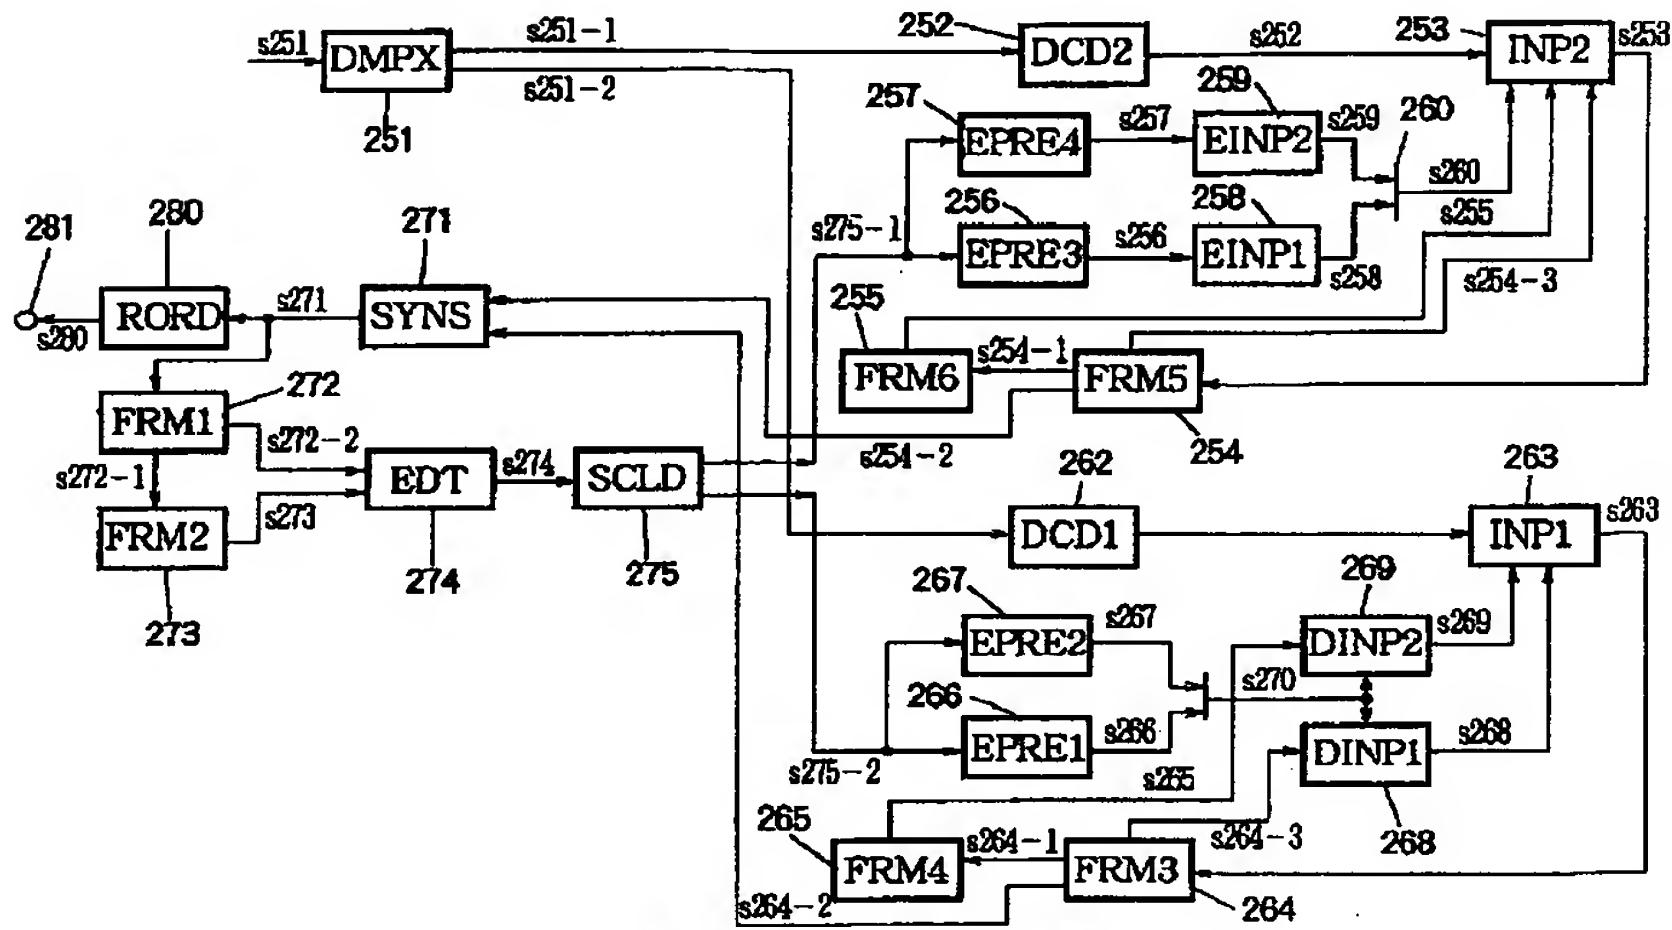 s251
DMPX
251
s251-1
s251-2
252
DCD2
s252
253
INP2
s253
257
EPRE4
s257
259
EINP2
s259
260
s260
s275-1
256
EPRE3
s256
258
EINP1
s258
s255
s254-3
255
FRM6
s254-1
FRM5
254
s254-2
281
s280
280
RORD
s271
271
SYNS
272
FRM1
s272-2
s272-1
FRM2
273
s273
EDT
274
s274
SCLD
275
262
DCD1
263
INP1
s263
267
EPRE2
s267
269
DINP2
s269
s270
266
EPRE1
s266
s275-2
s265
DINP1
268
s268
265
FRM4
s264-1
FRM3
264
s264-3
s264-2